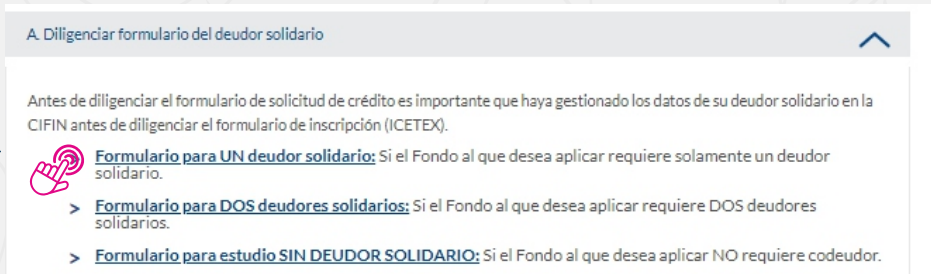 A. Diligenciar formulario del deudor solidario
Antes de diligenciar el formulario de solicitud de crédito es importante que haya gestionado los datos de su deudor solidario en la
CIFIN antes de diligenciar el formulario de inscripción (ICETEX).
Formulario para UN deudor solidario: Si el Fondo al que desea aplicar requiere solamente un deudor
solidario.
> Formulario para DOS deudores solidarios: Si el Fondo al que desea aplicar requiere DOS deudores
solidarios.
> Formulario para estudio SIN DEUDOR SOLIDARIO: Si el Fondo al que desea aplicar NO requiere codeudor.